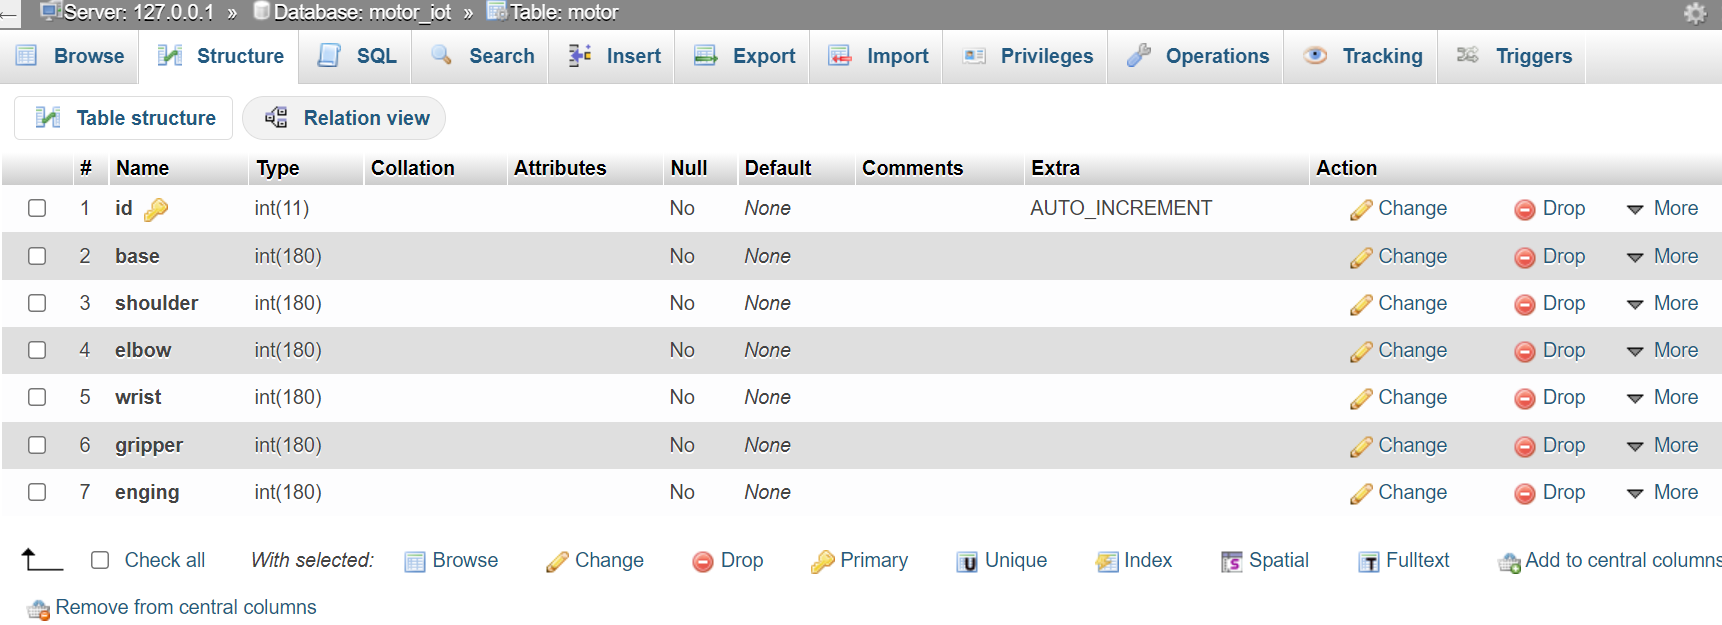 Server: 127.0.0.1 » Database: motor_iot » Table: motor
Browse Structure SQL Search Insert Export Import Privileges Operations Tracking Triggers
Table structure Relation view
# Name Type Collation Attributes Null Default Comments Extra Action
1 id int(11) No None AUTO_INCREMENT Change Drop More
2 base int(180) No None Change Drop More
3 shoulder int(180) No None Change Drop More
4 elbow int(180) No None Change Drop More
5 wrist int(180) No None Change Drop More
6 gripper int(180) No None Change Drop More
7 enging int(180) No None Change Drop More
Check all With selected: Browse Change Drop Primary Unique Index Spatial Fulltext Add to central columns
Remove from central columns